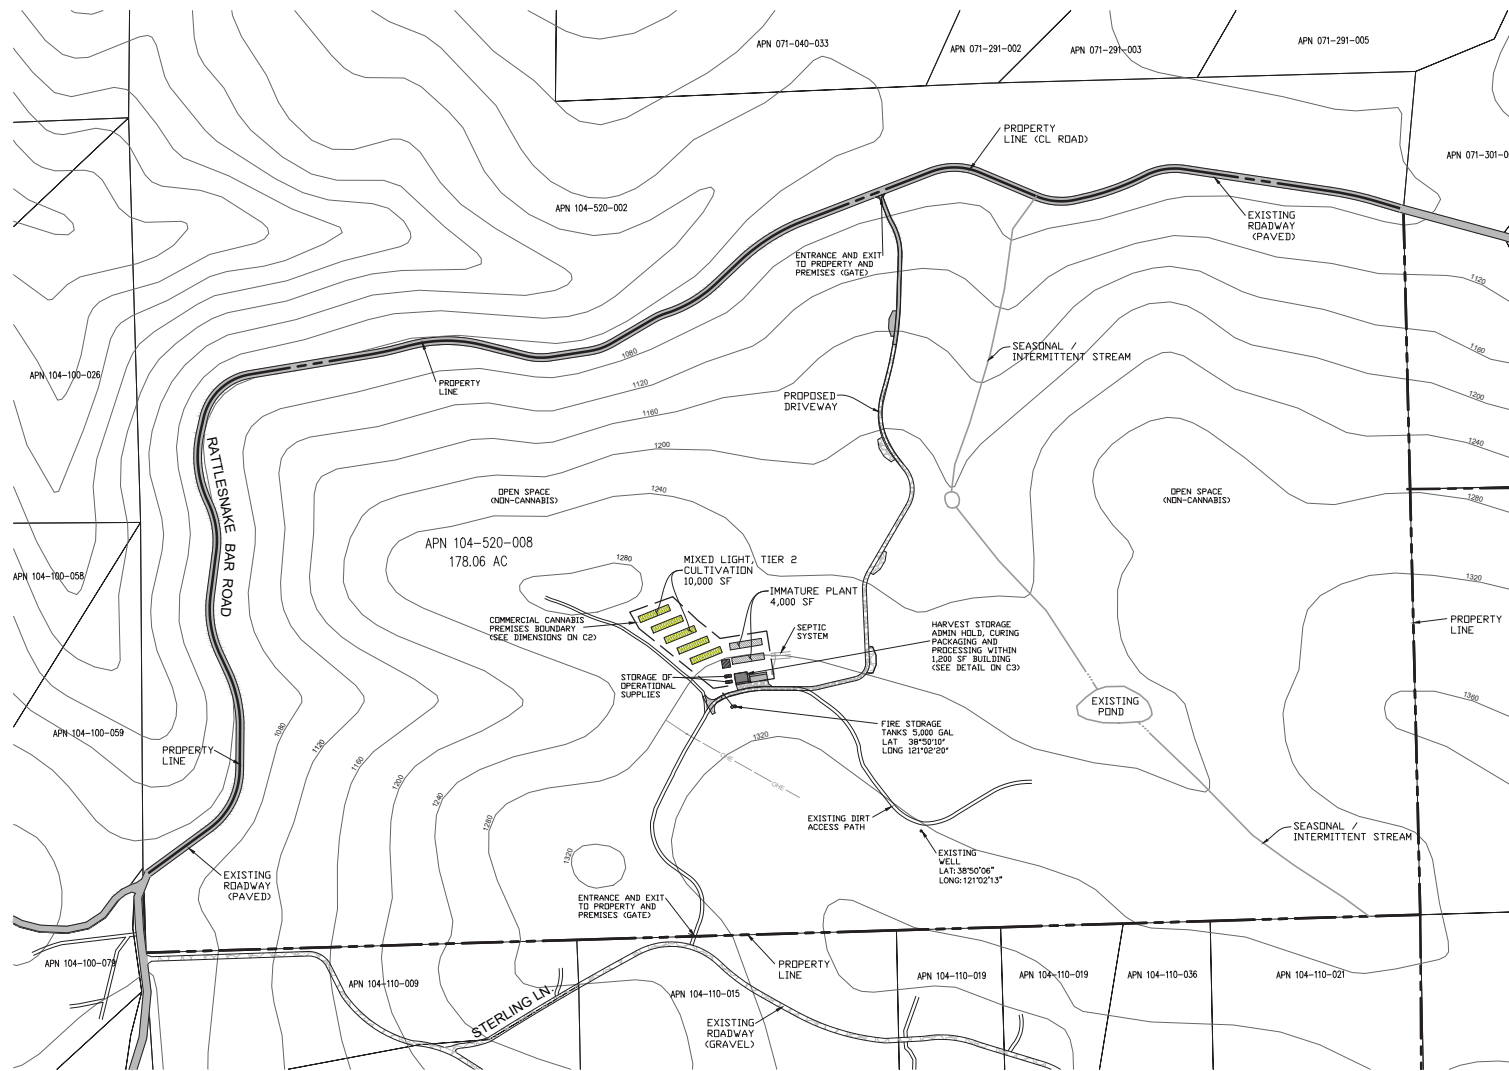 APN 071-040-033
APN 071-291-002
APN 071-291-003
APN 071-291-005
APN 071-301-0
PROPERTY
LINE (CL ROAD)
APN 104-520-002
EXISTING
ROADWAY
(PAVED)
ENTRANCE AND EXIT
TO PROPERTY AND
PREMISES (GATE)
1120
1160
1200
1240
1280
1320
1360
SEASONAL /
INTERMITTENT STREAM
1080
1120
1160
1200
1240
1280
APN 104-100-026
PROPERTY
LINE
PROPOSED
DRIVEWAY
RATTLESNAKE BAR ROAD
OPEN SPACE
(NON-CANNABIS)
OPEN SPACE
(NON-CANNABIS)
APN 104-520-008
178.06 AC
MIXED LIGHT, TIER 2
CULTIVATION
10,000 SF
IMMATURE PLANT
4,000 SF
APN 104-100-058
COMMERCIAL CANNABIS
PREMISES BOUNDARY
(SEE DIMENSIONS ON C2)
SEPTIC
SYSTEM
HARVEST STORAGE
ADMIN HOLD, CURING
PACKAGING AND
PROCESSING WITHIN
1,200 SF BUILDING
(SEE DETAIL ON C3)
PROPERTY
LINE
STORAGE OF
OPERATIONAL
SUPPLIES
EXISTING
POND
FIRE STORAGE
TANKS 5,000 GAL
LAT 38°50'10"
LONG 121°02'20"
APN 104-100-059
PROPERTY
LINE
1080
1120
1160
1200
1240
1280
1320
1320
OHE
OHE
EXISTING DIRT
ACCESS PATH
SEASONAL /
INTERMITTENT STREAM
EXISTING
WELL
LAT: 38°50'06"
LONG: 121°02'13"
EXISTING
ROADWAY
(PAVED)
ENTRANCE AND EXIT
TO PROPERTY AND
PREMISES (GATE)
PROPERTY
LINE
APN 104-110-009
STERLING LN.
APN 104-110-015
APN 104-110-019
APN 104-110-019
APN 104-110-036
APN 104-110-021
EXISTING
ROADWAY
(GRAVEL)